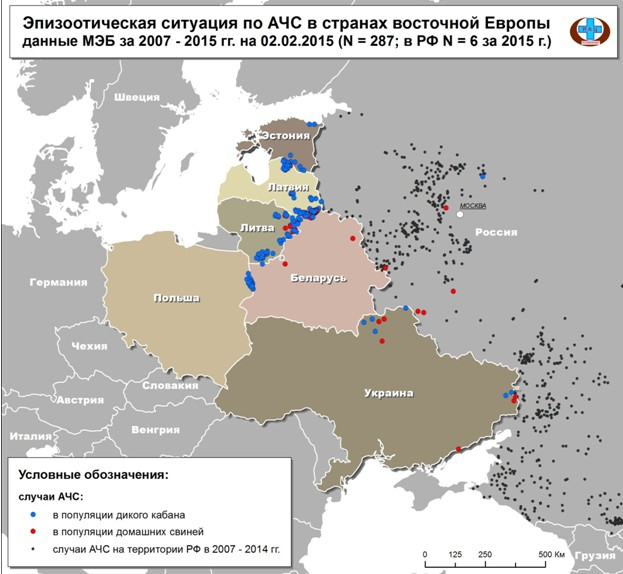 Эпизоотическая ситуация по АЧС в странах восточной Европы
данные МЭБ за 2007 - 2015 гг. на 02.02.2015 (N = 287; в РФ N = 6 за 2015 г.)
Швеция
Эстония
Латвия
МОСКВА
Россия
Литва
Германия
Беларусь
Польша
Чехия
Словакия
Украина
Австрия
Венгрия
Италия
Условные обозначения:
случаи АЧС:
в популяции дикого кабана
в популяции домашних свиней
случаи АЧС на территории РФ в 2007 - 2014 гг.
0 125 250 500 Км
Грузия